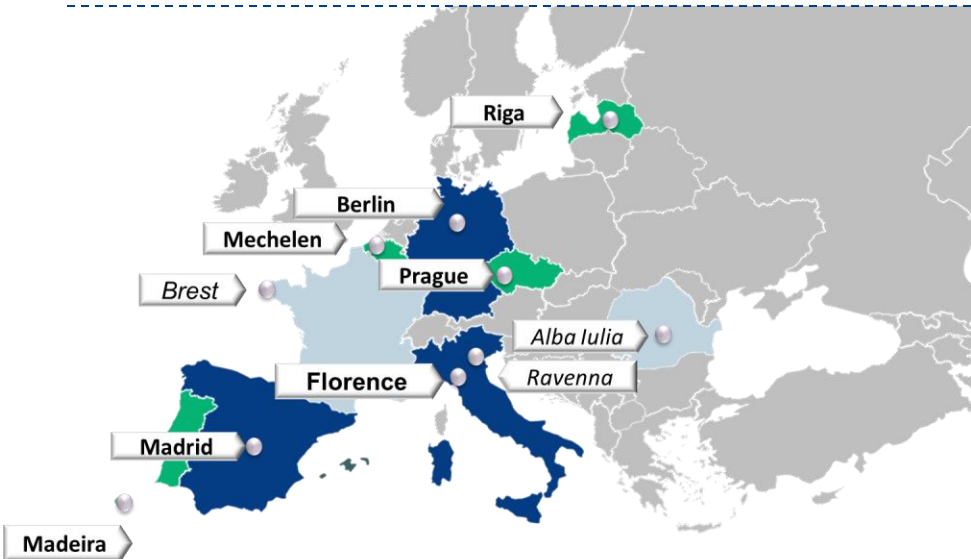 Riga
Berlin
Mechelen
Prague
Brest
Alba Iulia
Florence
Ravenna
Madrid
Madeira